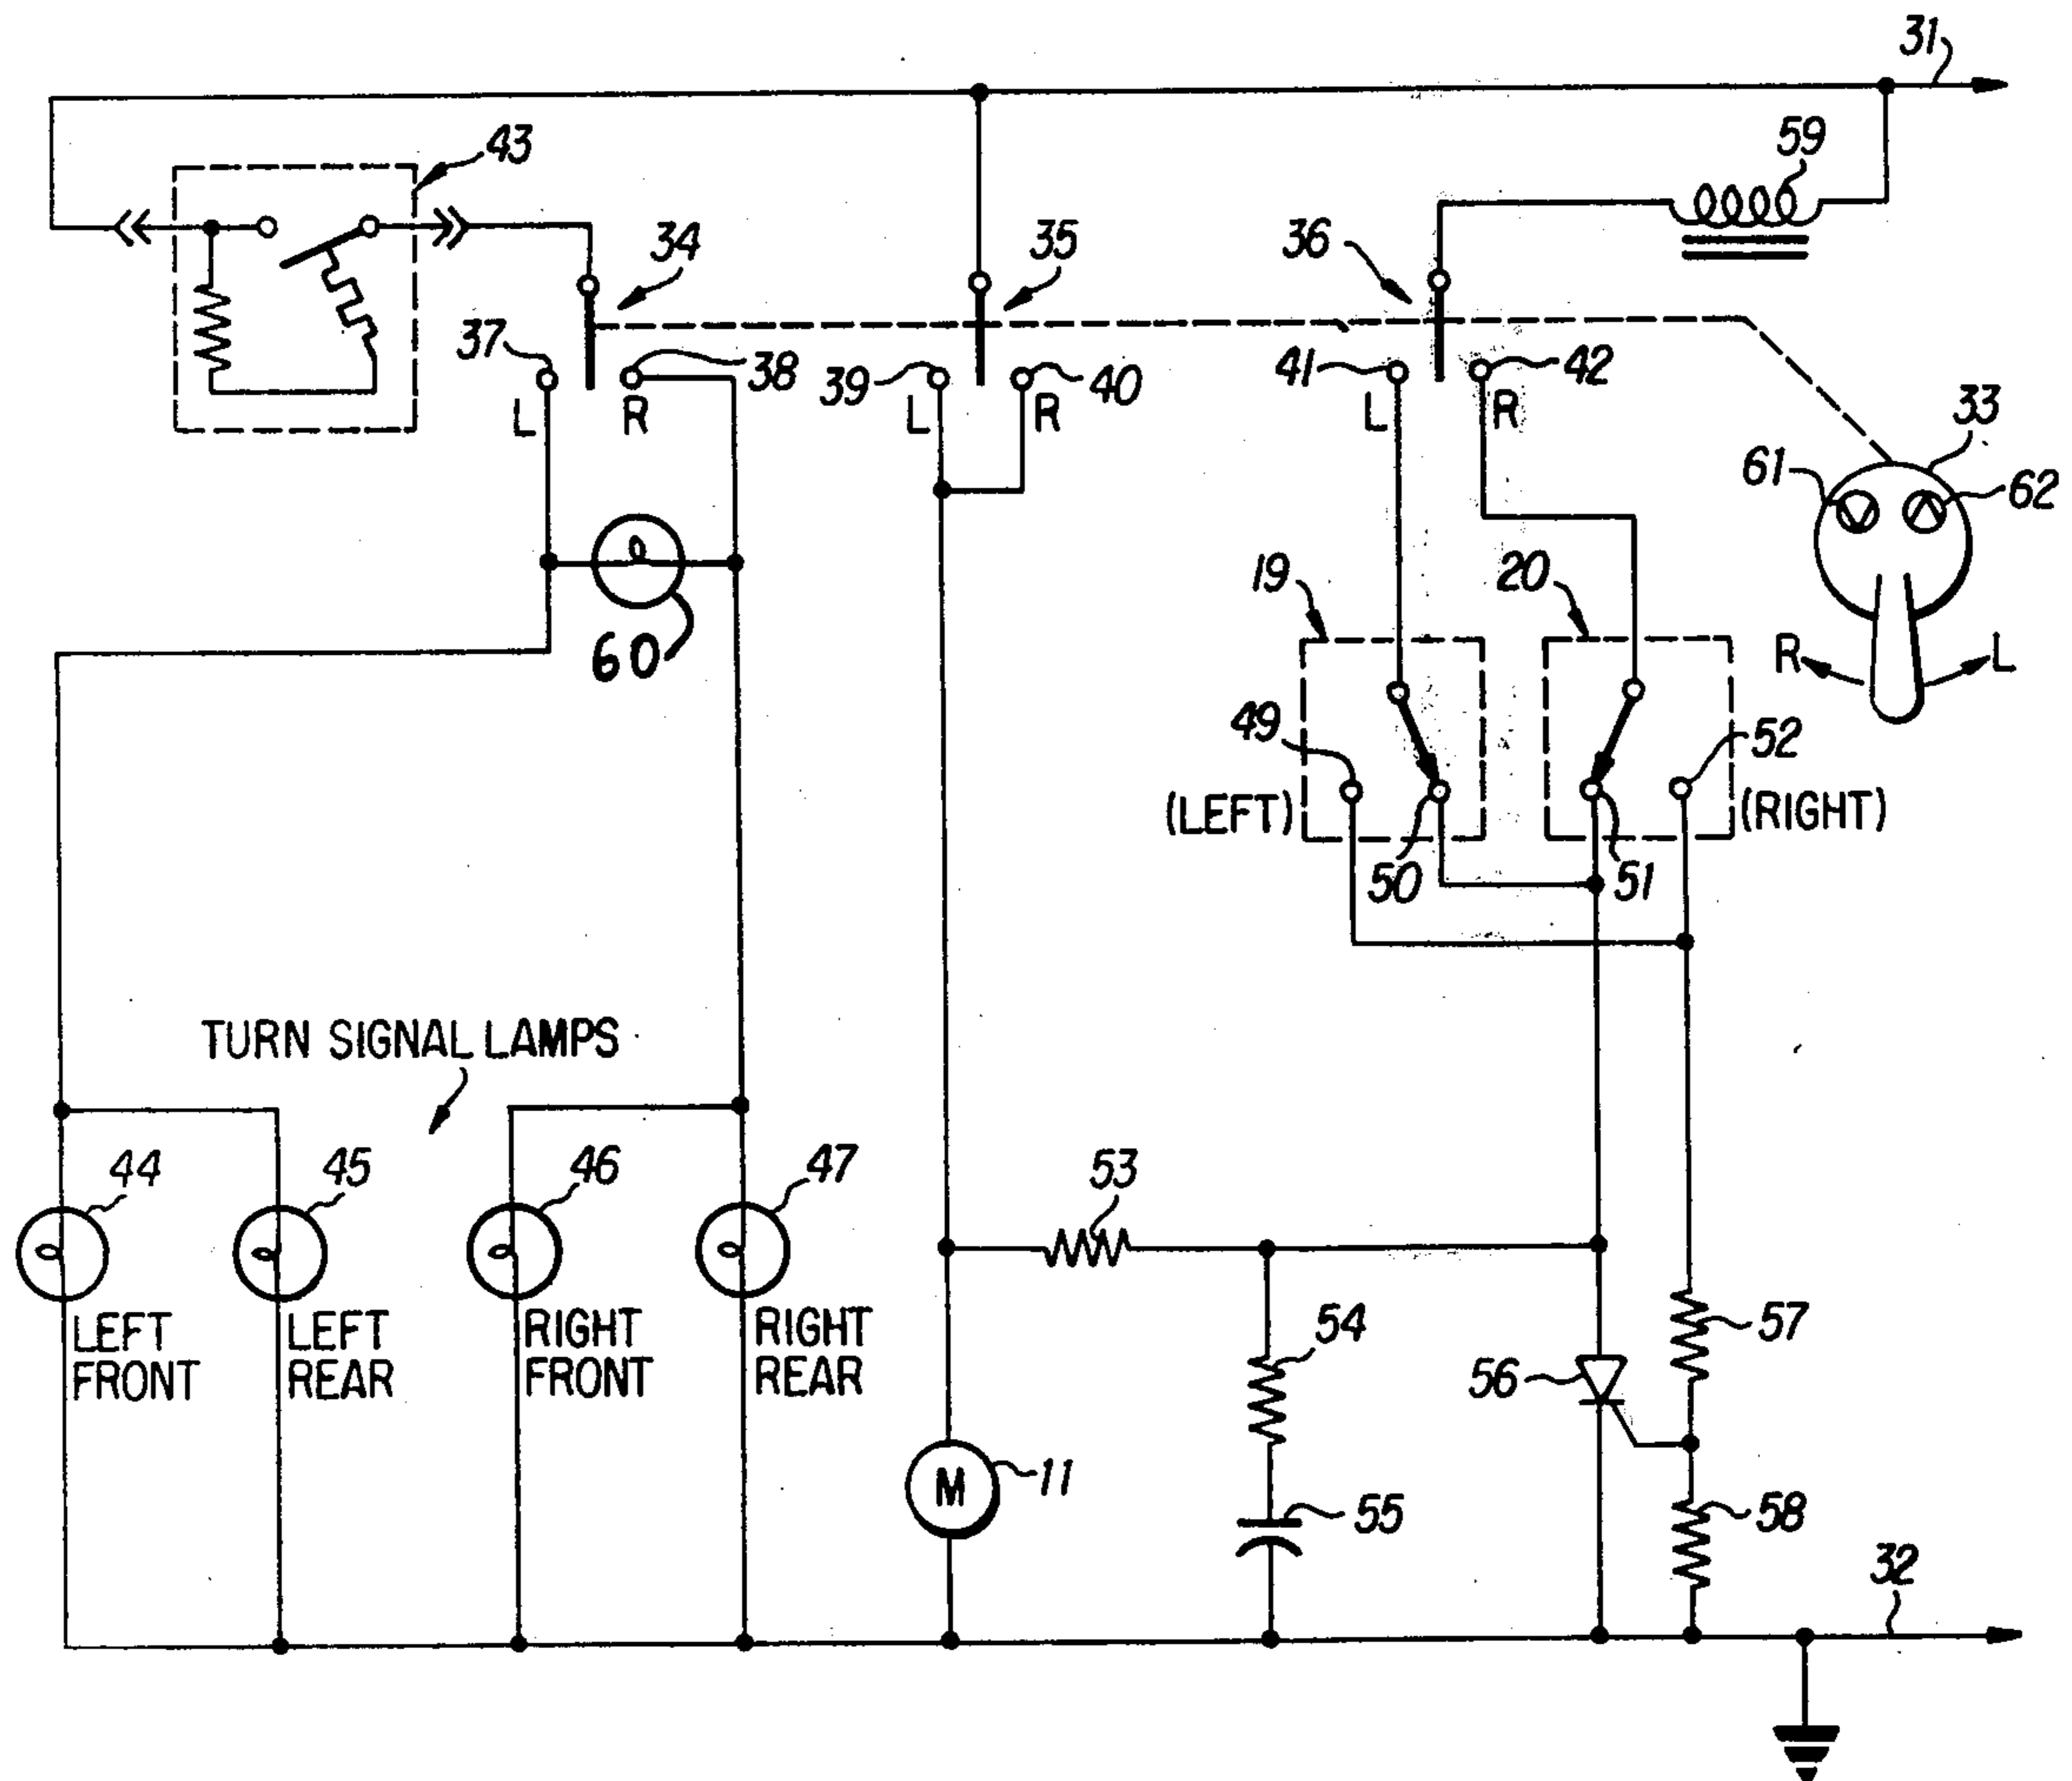 31
43
59
34
35
36
37
38
39
40
41
42
33
L
R
L
R
L
R
61
62
60
19
20
R
L
49
52
(LEFT)
(RIGHT)
50
51
TURN SIGNAL LAMPS
44
45
46
47
53
LEFT
FRONT
LEFT
REAR
RIGHT
FRONT
RIGHT
REAR
54
57
56
M
11
55
58
32